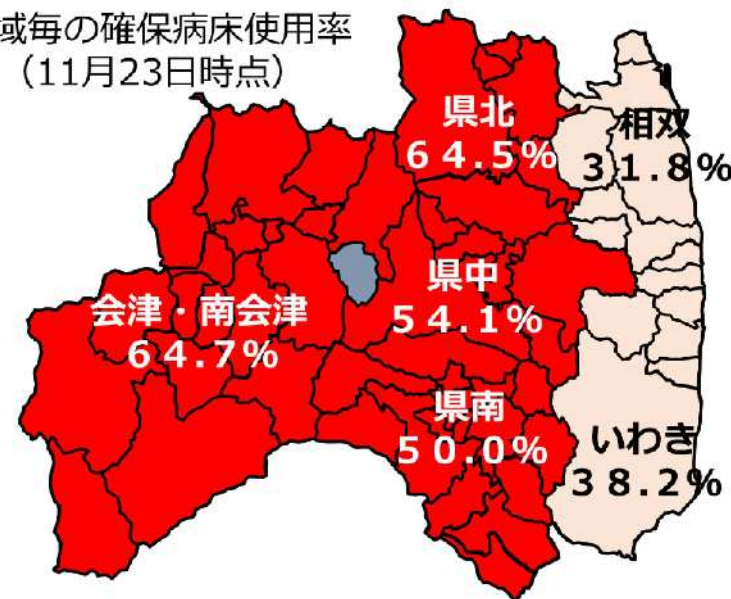 域毎の確保病床使用率
（11月23日時点）
県北
６４.５%
相双
３１.８%
県中
５４.１%
会津・南会津
６４.７%
県南
５０.０%
いわき
３８.２%